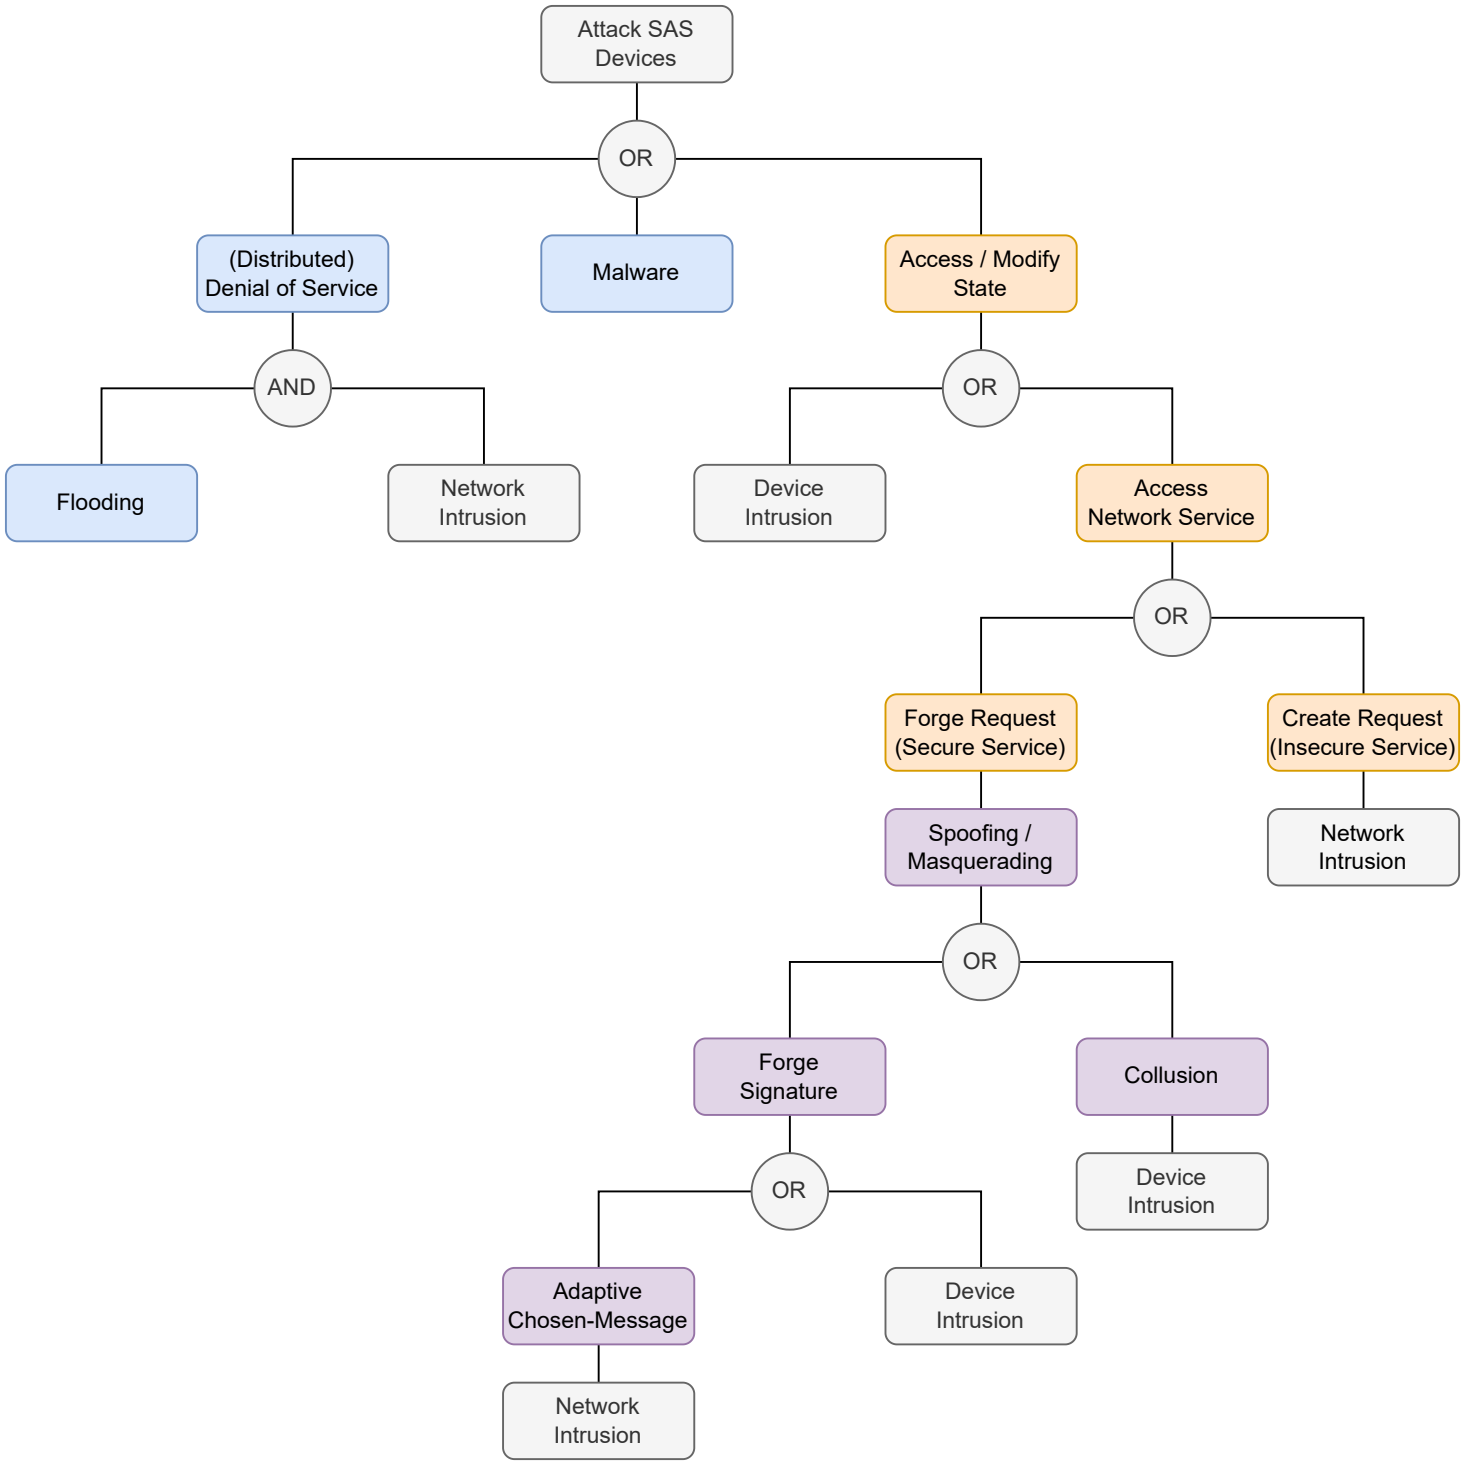 Attack SAS
Devices
OR
(Distributed)
Denial of Service
Malware
Access / Modify
State
AND
OR
Flooding
Network
Intrusion
Device
Intrusion
Access
Network Service
OR
Forge Request
(Secure Service)
Create Request
(Insecure Service)
Spoofing /
Masquerading
Network
Intrusion
OR
Forge
Signature
Collusion
OR
Device
Intrusion
Adaptive
Chosen-Message
Device
Intrusion
Network
Intrusion